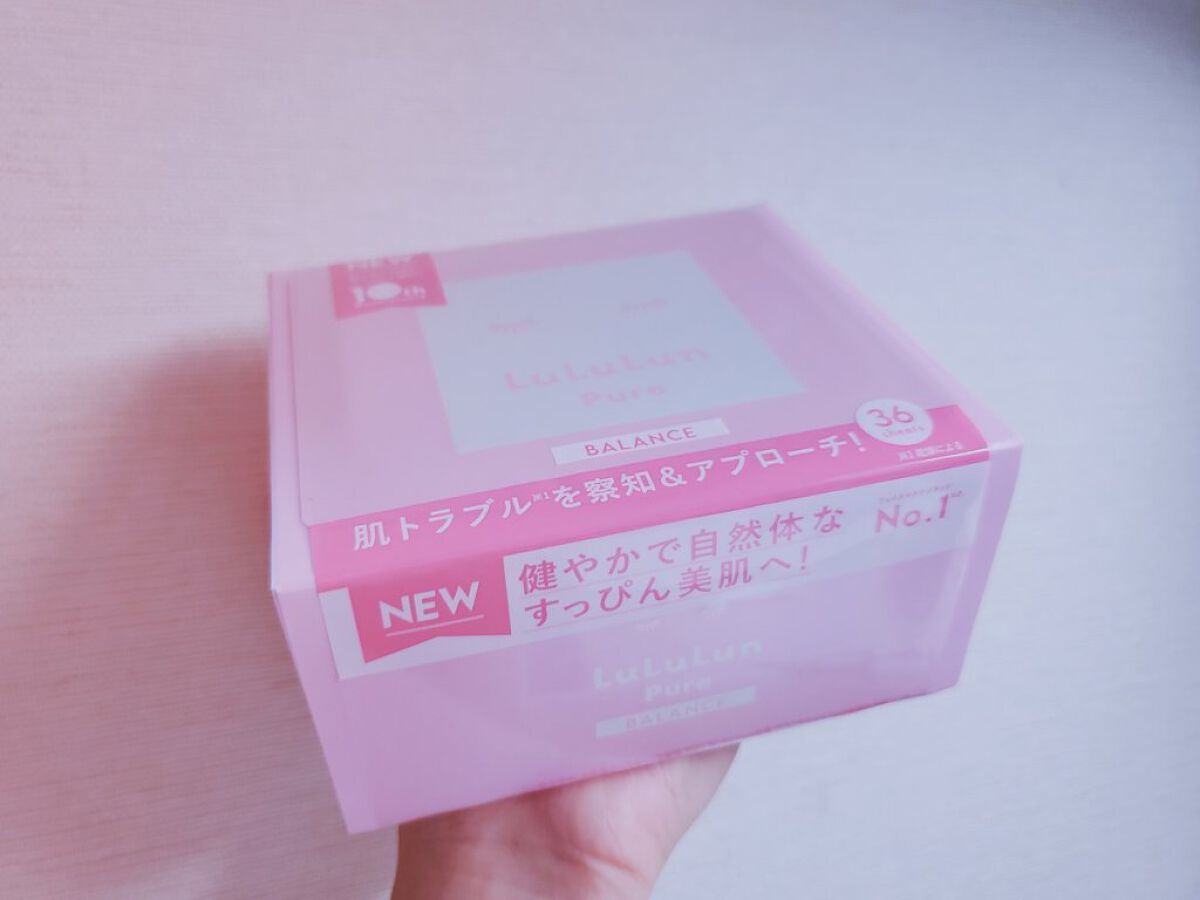 NEW
10th
LuLuLun
Pure
BALANCE
36
sheets
肌トラブル※1を察知&アプローチ!
※1 乾燥による
NEW
健やかで自然体な
すっぴん美肌へ!
No.1
LuLuLun
Pure
BALANCE